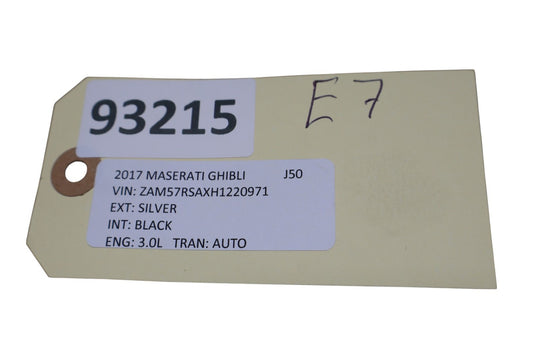 93215
E7
2017 MASERATI GHIBLI J50
VIN: ZAM57RSAXH1220971
EXT: SILVER
INT: BLACK
ENG: 3.0L TRAN: AUTO